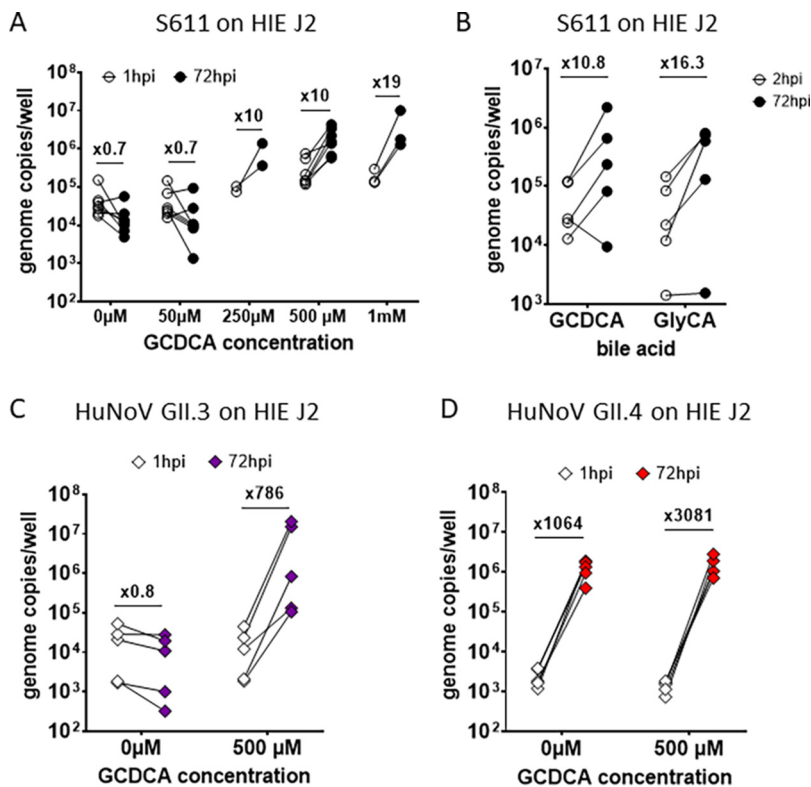 A
S611 on HIE J2
1hpi 72hpi
genome copies/well
10⁸
10⁷
10⁶
10⁵
10⁴
10³
10²
x0.7
x0.7
x10
x10
x19
0µM 50µM 250µM 500 µM 1mM
GCDCA concentration
B
S611 on HIE J2
2hpi
72hpi
genome copies/well
10⁷
10⁶
10⁵
10⁴
10³
x10.8 x16.3
GCDCA GlyCA
bile acid
C
HuNoV GII.3 on HIE J2
1hpi 72hpi
genome copies/well
10⁸
10⁷
10⁶
10⁵
10⁴
10³
10²
x0.8
x786
0µM 500 µM
GCDCA concentration
D
HuNoV GII.4 on HIE J2
1hpi 72hpi
genome copies/well
10⁸
10⁷
10⁶
10⁵
10⁴
10³
10²
x1064
x3081
0µM 500 µM
GCDCA concentration